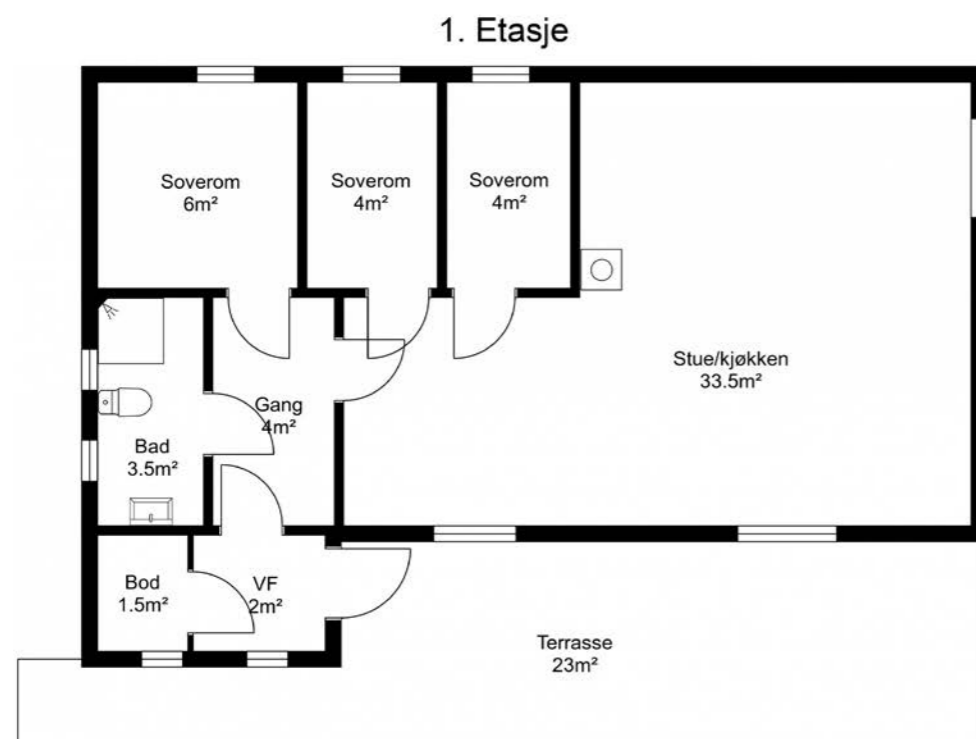 1. Etasje
Soverom
6m²
Soverom
4m²
Soverom
4m²
Stue/kjøkken
33.5m²
Gang
4m²
Bad
3.5m²
Bod
1.5m²
VF
2m²
Terrasse
23m²